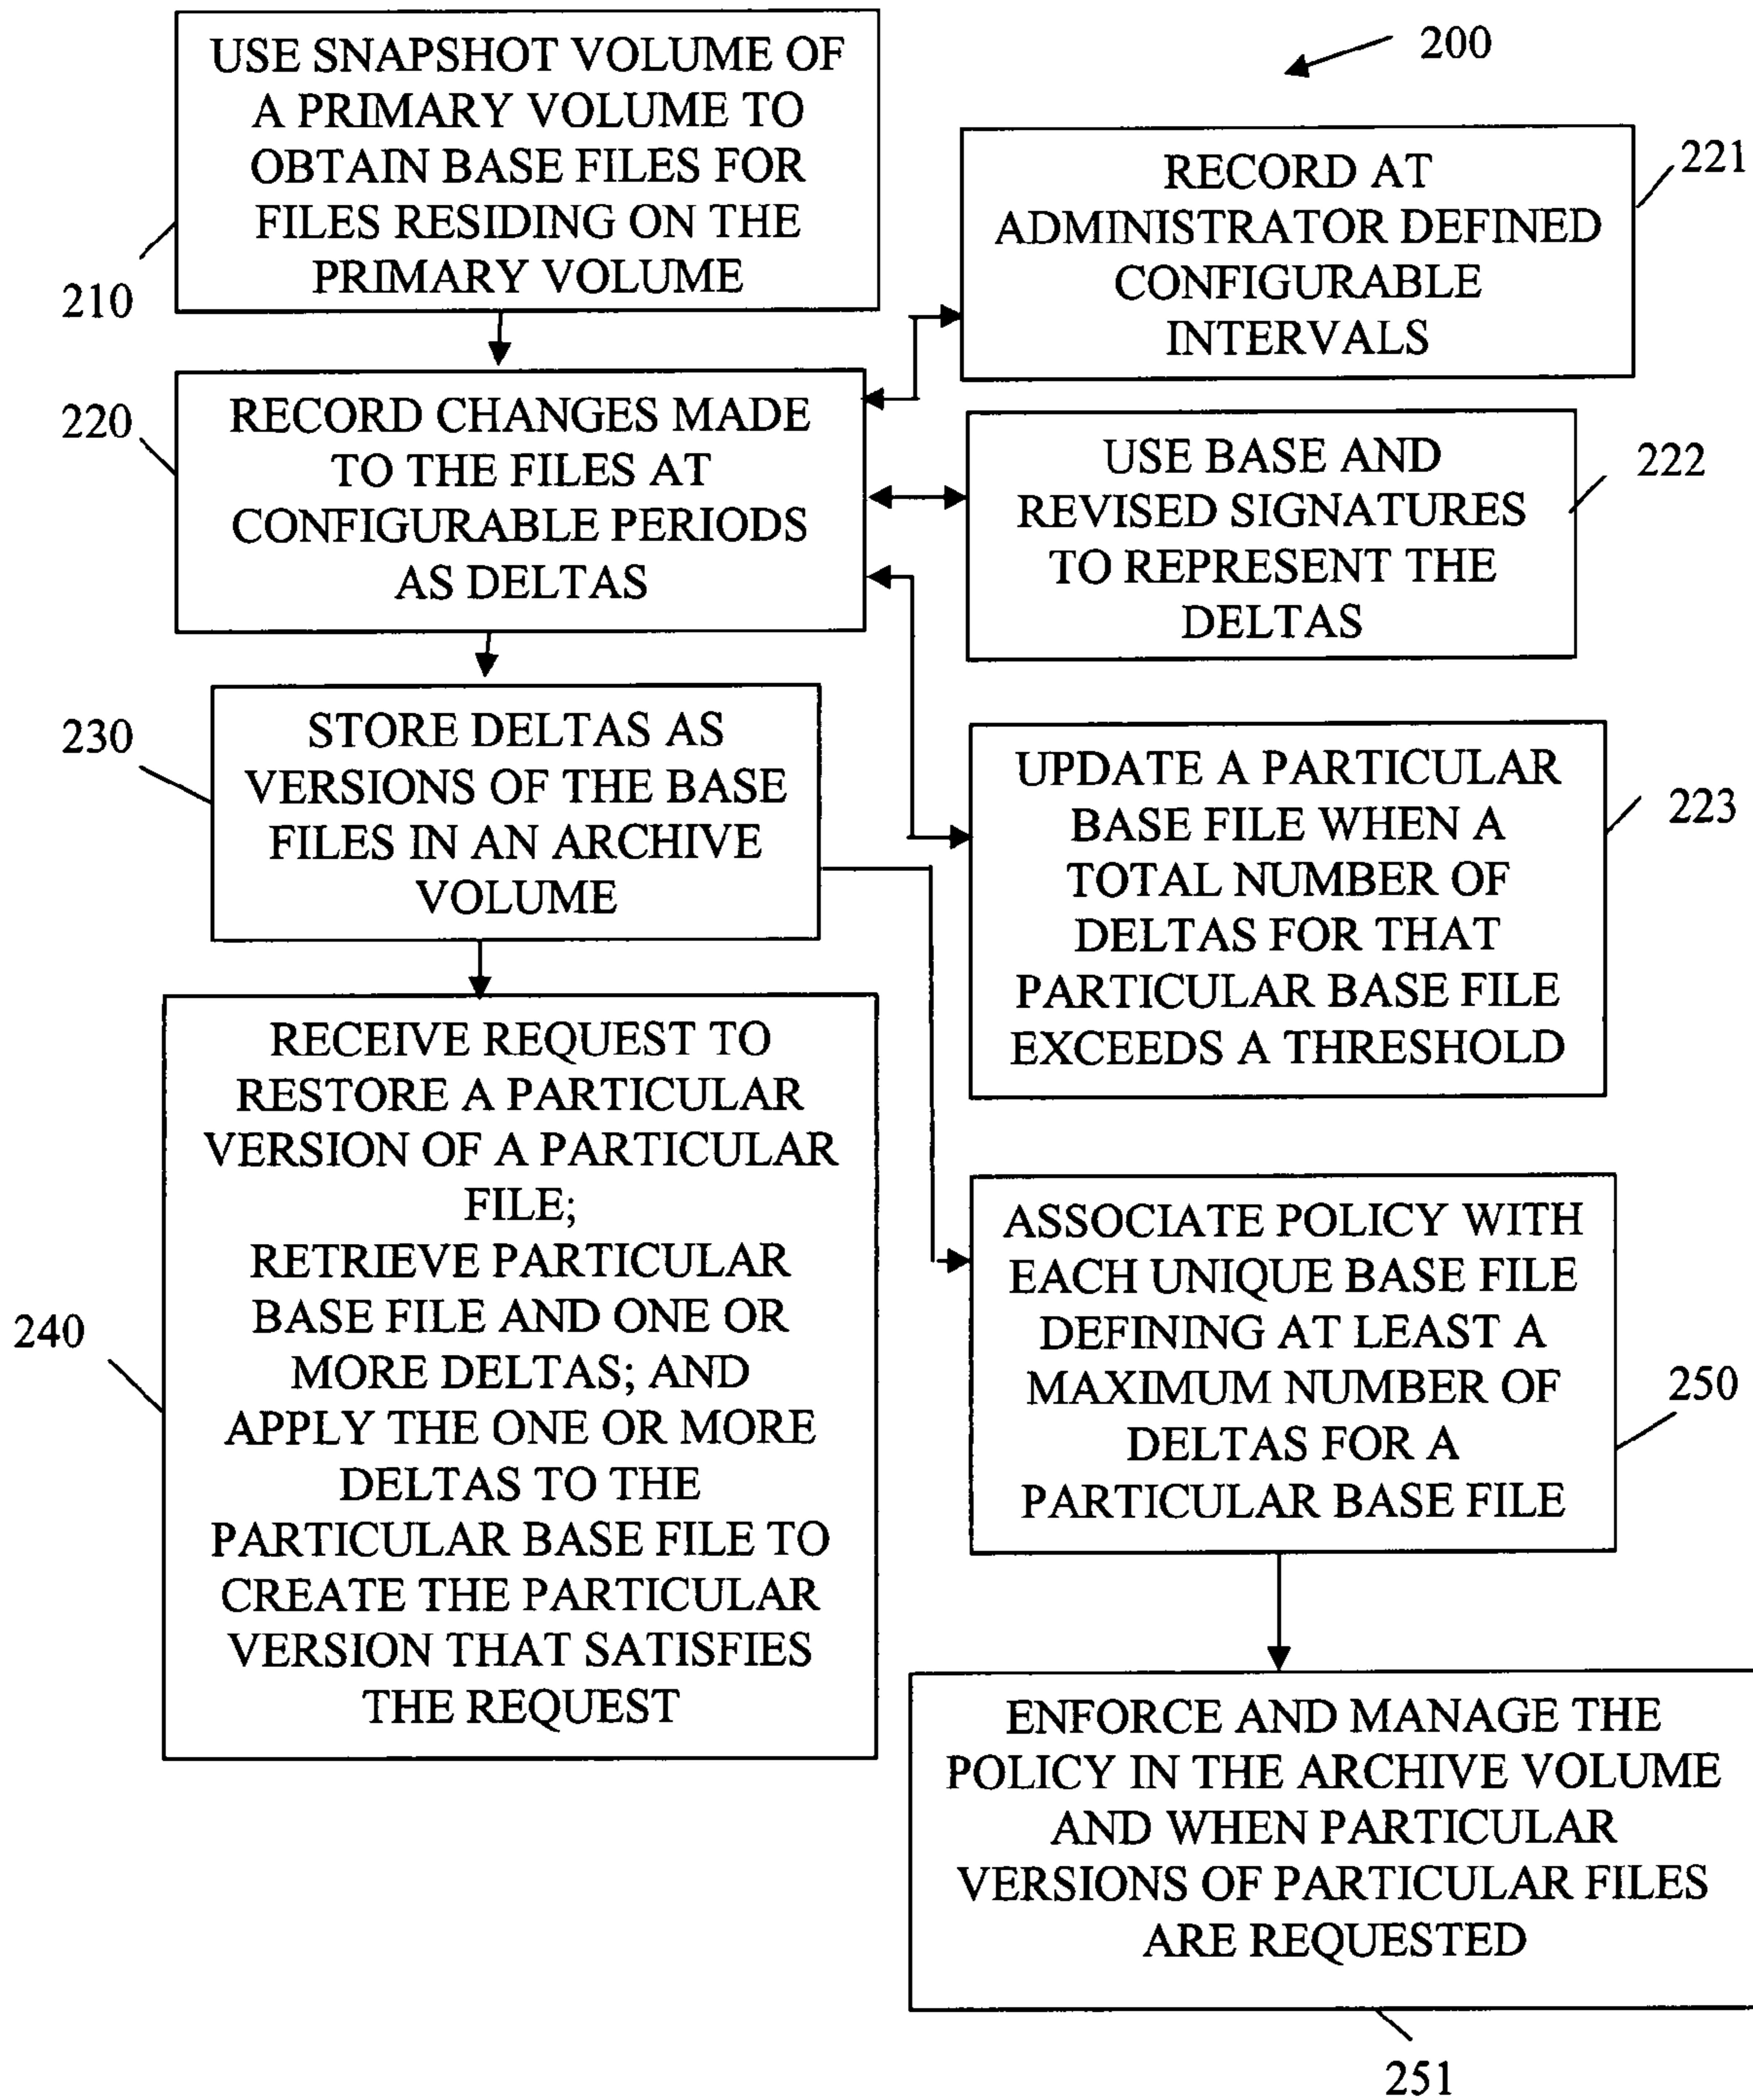 200
USE SNAPSHOT VOLUME OF
A PRIMARY VOLUME TO
OBTAIN BASE FILES FOR
FILES RESIDING ON THE
PRIMARY VOLUME
210
RECORD AT
ADMINISTRATOR DEFINED
CONFIGURABLE
INTERVALS
221
RECORD CHANGES MADE
TO THE FILES AT
CONFIGURABLE PERIODS
AS DELTAS
220
USE BASE AND
REVISED SIGNATURES
TO REPRESENT THE
DELTAS
222
STORE DELTAS AS
VERSIONS OF THE BASE
FILES IN AN ARCHIVE
VOLUME
230
UPDATE A PARTICULAR
BASE FILE WHEN A
TOTAL NUMBER OF
DELTAS FOR THAT
PARTICULAR BASE FILE
EXCEEDS A THRESHOLD
223
RECEIVE REQUEST TO
RESTORE A PARTICULAR
VERSION OF A PARTICULAR
FILE;
RETRIEVE PARTICULAR
BASE FILE AND ONE OR
MORE DELTAS; AND
APPLY THE ONE OR MORE
DELTAS TO THE
PARTICULAR BASE FILE TO
CREATE THE PARTICULAR
VERSION THAT SATISFIES
THE REQUEST
240
ASSOCIATE POLICY WITH
EACH UNIQUE BASE FILE
DEFINING AT LEAST A
MAXIMUM NUMBER OF
DELTAS FOR A
PARTICULAR BASE FILE
250
ENFORCE AND MANAGE THE
POLICY IN THE ARCHIVE VOLUME
AND WHEN PARTICULAR
VERSIONS OF PARTICULAR FILES
ARE REQUESTED
251